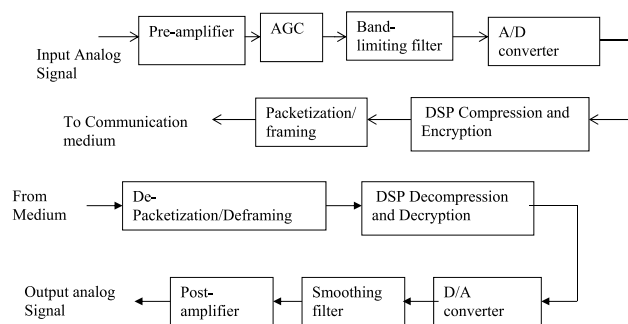 Input Analog
Signal
Pre-amplifier
AGC
Band-
limiting filter
A/D
converter
To Communication
medium
Packetization/
framing
DSP Compression and
Encryption
From
Medium
De-
Packetization/Deframing
DSP Decompression
and Decryption
Output analog
Signal
Post-
amplifier
Smoothing
filter
D/A
converter